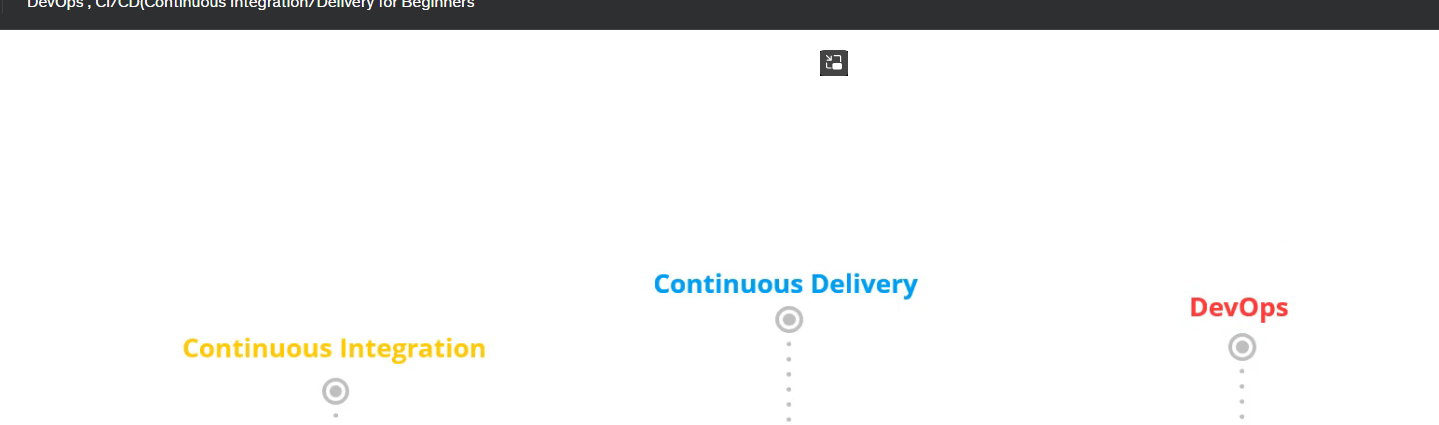 DevOps , CI/CD(Continuous Integration/Delivery for Beginners
Continuous Delivery
DevOps
Continuous Integration